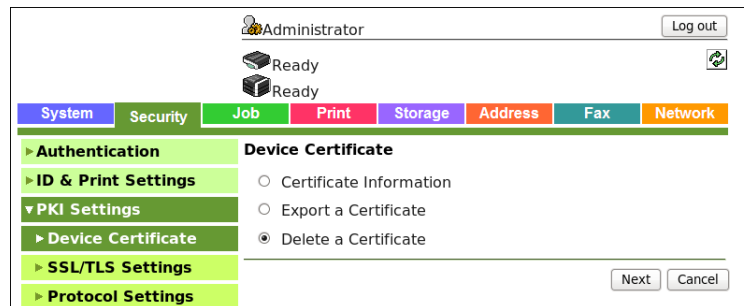 Administrator
Log out
Ready
Ready
System Security Job Print Storage Address Fax Network
Authentication
ID & Print Settings
PKI Settings
Device Certificate
SSL/TLS Settings
Protocol Settings
Device Certificate
Certificate Information
Export a Certificate
Delete a Certificate
Next Cancel